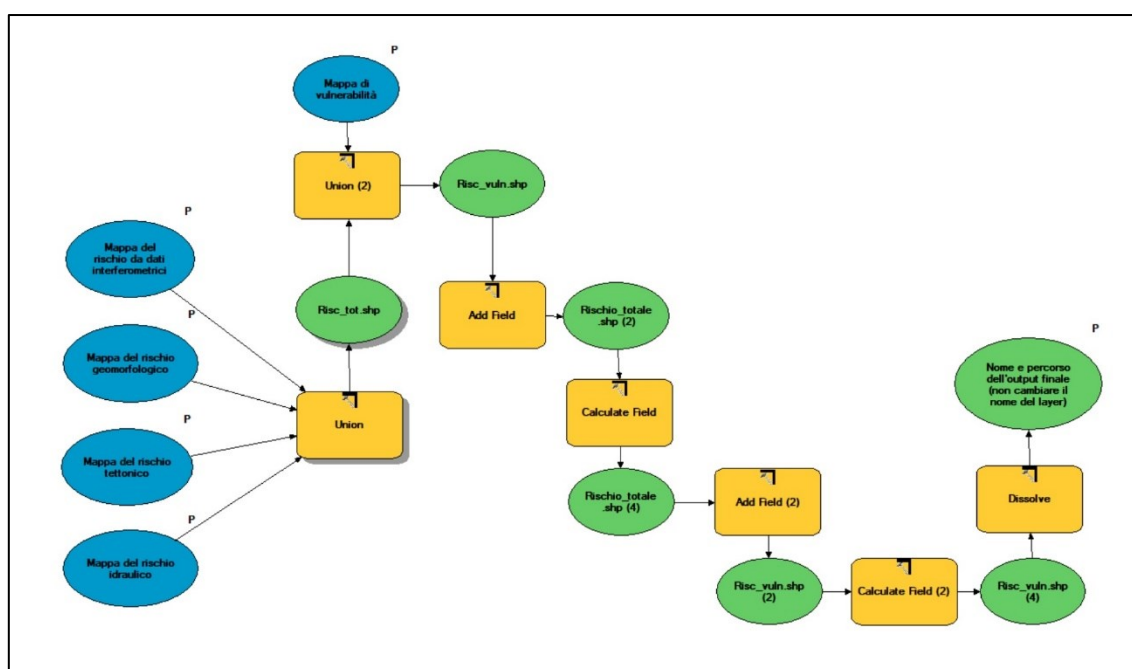 P
Mappa di
vulnerabilità
Union (2)
Risc_vuln.shp
P
Mappa del
rischio da dati
interferometrici
Risc_tot.shp
Add Field
Rischio_totale
.shp (2)
P
Mappa del rischio
geomorfologico
P
Nome e percorso
dell'output finale
(non cambiare il
nome del layer)
Calculate Field
Union
P
Mappa del rischio
tettonico
Rischio_totale
.shp (4)
Add Field (2)
Dissolve
P
Mappa del rischio
idraulico
Risc_vuln.shp
(2)
Calculate Field (2)
Risc_vuln.shp
(4)